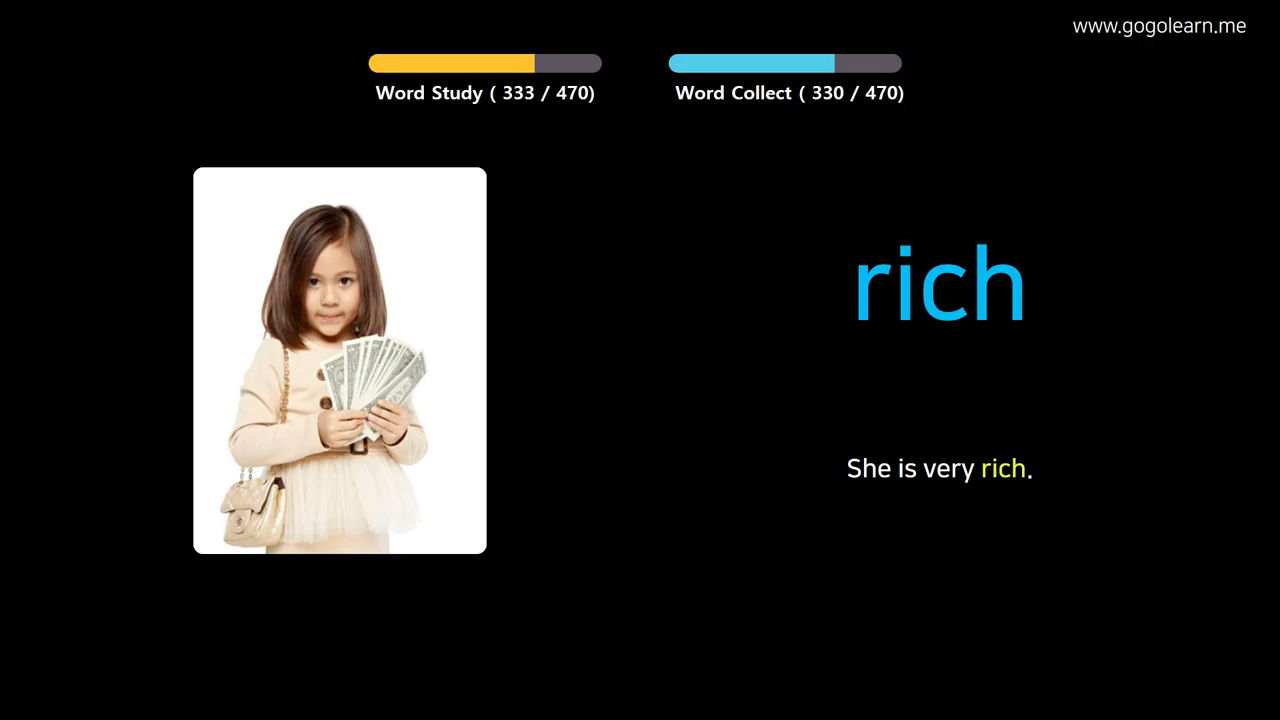 www.gogolearn.me
Word Study ( 333 / 470)
Word Collect ( 330 / 470)
rich
She is very rich.